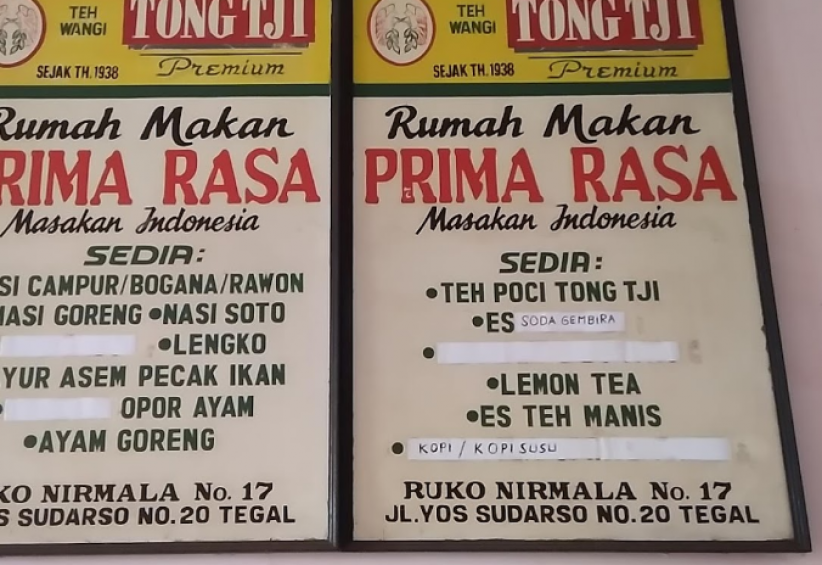 TEH
WANGI
TONG TJI
SEJAK TH.1938
Premium
Rumah Makan
PRIMA RASA
Masakan Indonesia
SEDIA:
SI CAMPUR/BOGANA/RAWON
NASI GORENG •NASI SOTO
•LENGKO
YUR ASEM PECAK IKAN
• OPOR AYAM
•AYAM GORENG
KO NIRMALA No. 17
S SUDARSO NO.20 TEGAL
TEH
WANGI
TONG TJI
SEJAK TH.1938
Premium
Rumah Makan
PRIMA RASA
Masakan Indonesia
SEDIA:
•TEH POCI TONG TJI
•ES SODA GEMBIRA
•
•LEMON TEA
•ES TEH MANIS
• KOPI / KOPI SUSU
RUKO NIRMALA No. 17
JL.YOS SUDARSO NO.20 TEGAL